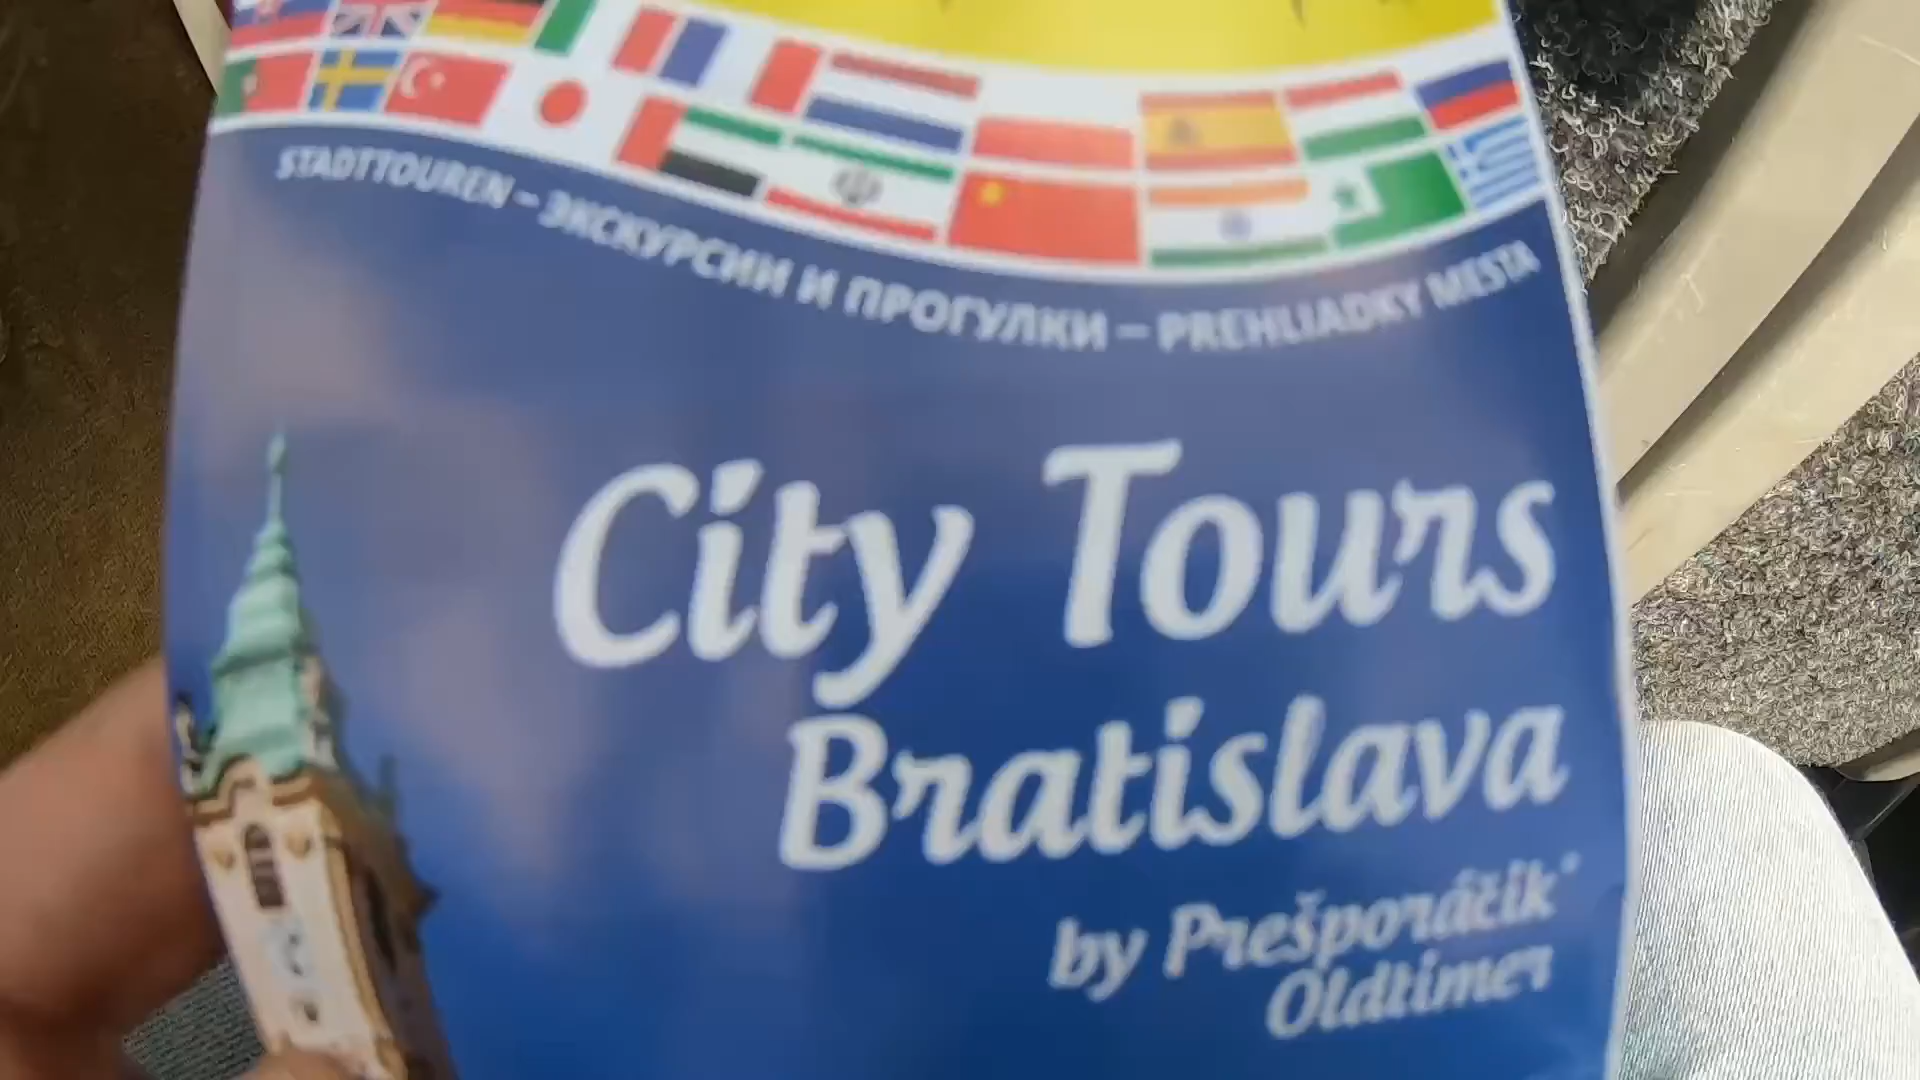 STADTTOUREN – ЭКСКУРСИИ И ПРОГУЛКИ – PREHLIADKY MESTA
City Tours
Bratislava
by Prešporáčik
Oldtimer